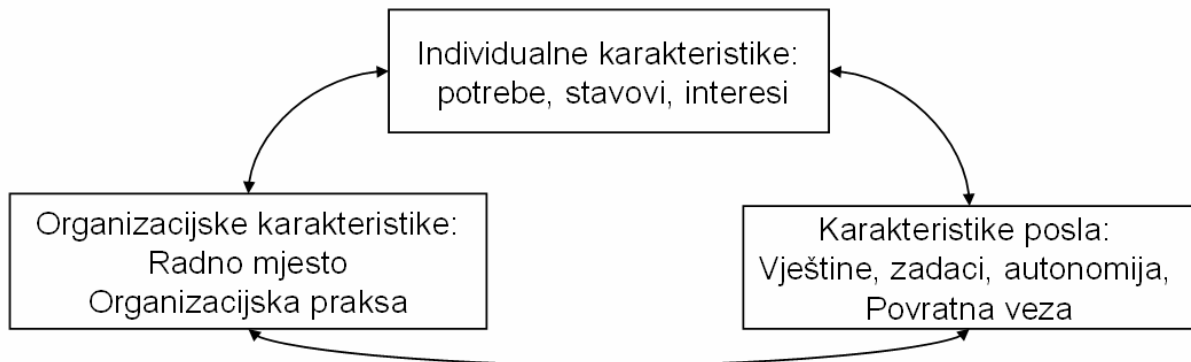 Individualne karakteristike:
potrebe, stavovi, interesi
Organizacijske karakteristike:
Radno mjesto
Organizacijska praksa
Karakteristike posla:
Vještine, zadaci, autonomija,
Povratna veza